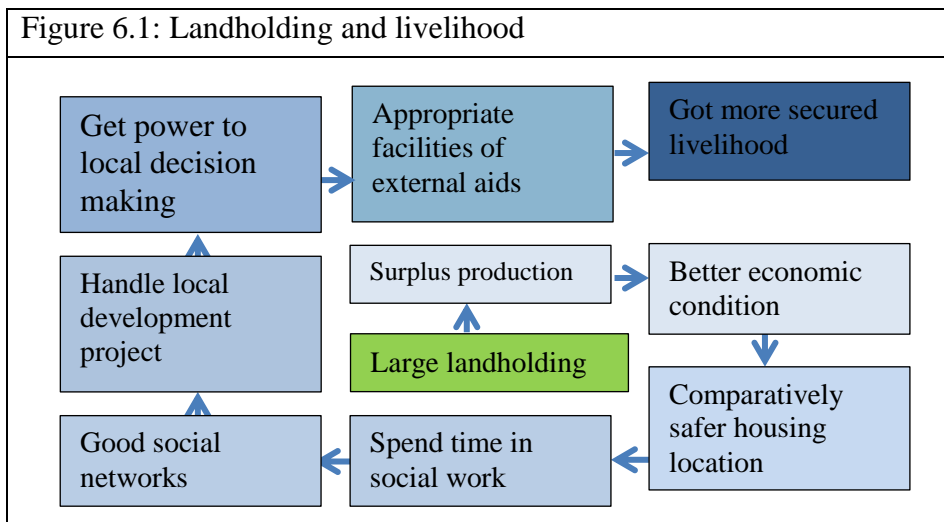 Figure 6.1: Landholding and livelihood
Get power to
local decision
making
Appropriate
facilities of
external aids
Got more secured
livelihood
Handle local
development
project
Surplus production
Better economic
condition
Large landholding
Comparatively
safer housing
location
Good social
networks
Spend time in
social work